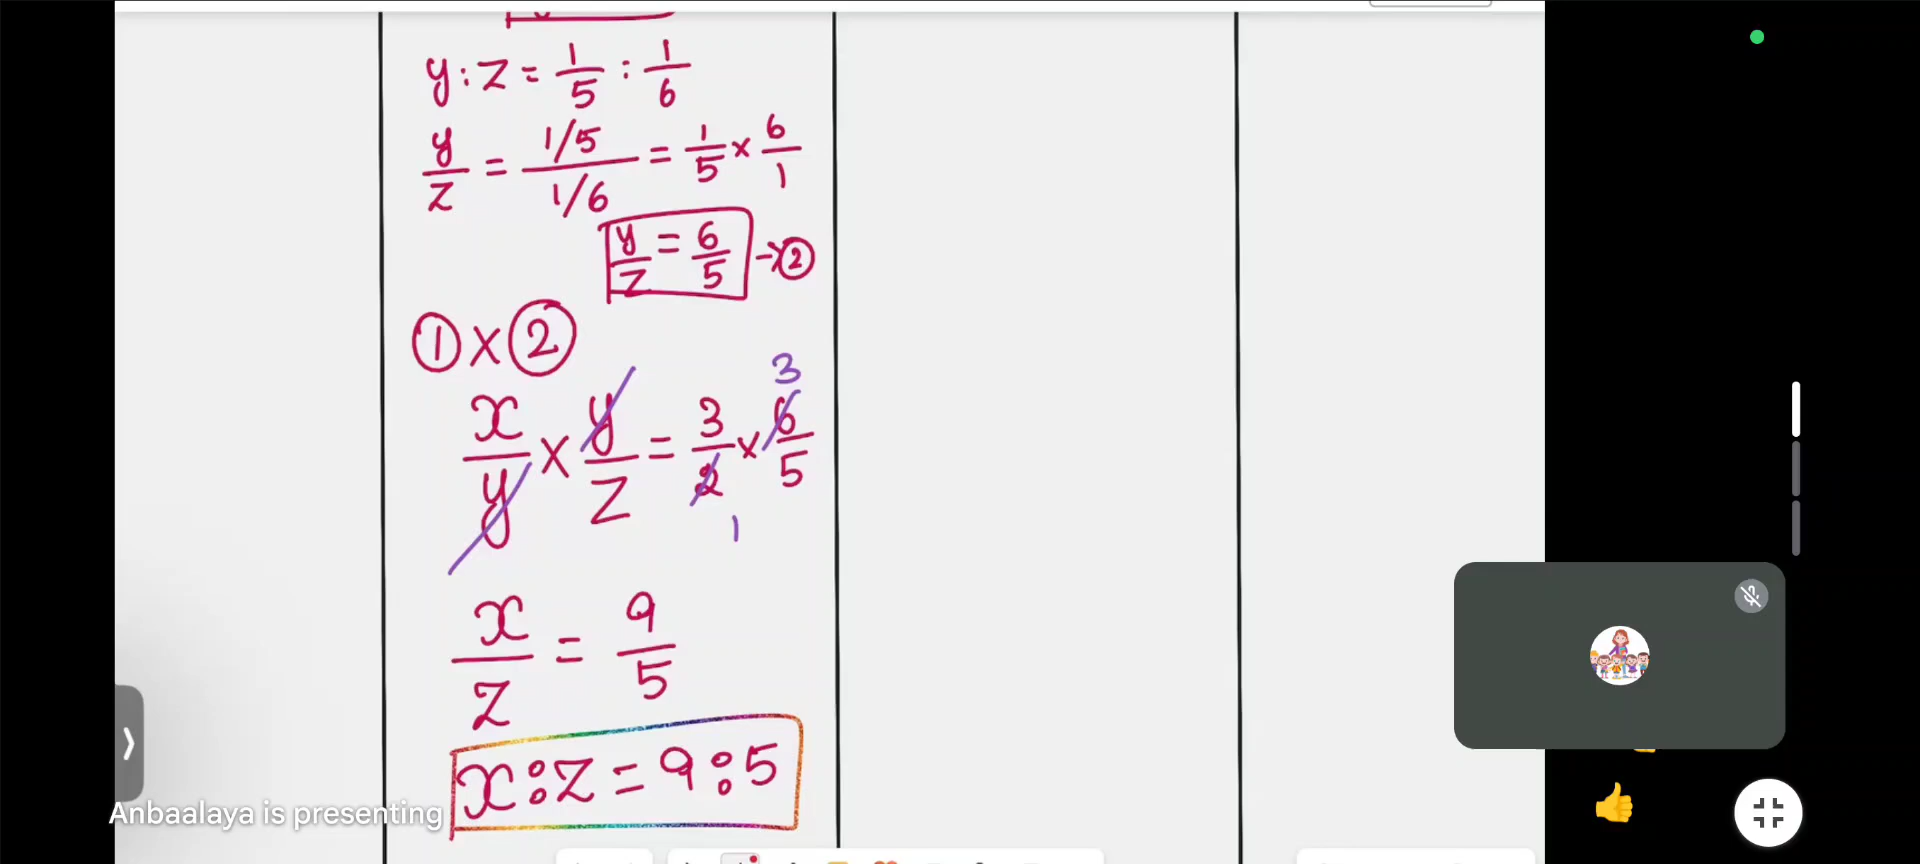 y : z = 1/5 : 1/6
y/z = (1/5)/(1/6) = 1/5 × 6/1
y/z = 6/5 → ②
① × ②
3
x/y × y/z = 3/2 × 6/5
1
x/z = 9/5
x : z = 9 : 5
Anbaalaya is presenting